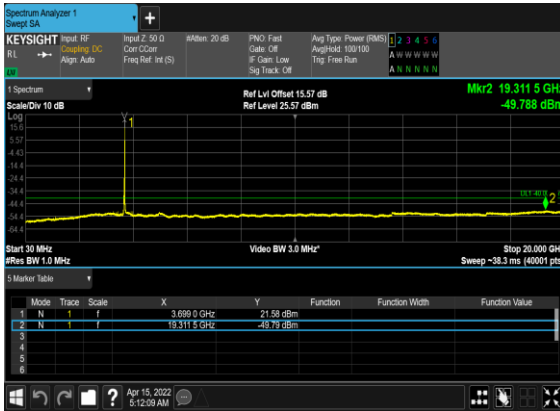 Spectrum Analyzer 1
Swept SA
+
KEYSIGHT Input: RF Input Z: 50 Ω #Atten: 20 dB PNO: Fast Avg Type: Power (RMS) 1 2 3 4 5 6
RL Coupling: DC Corr CCorr Gate: Off Avg|Hold: 100/100 A W W W W W
Align: Auto Freq Ref: Int (S) IF Gain: Low Trig: Free Run
LXI Sig Track: Off A N N N N N
1 Spectrum Ref Lvl Offset 15.57 dB Mkr2 19.311 5 GHz
Scale/Div 10 dB Ref Level 25.57 dBm -49.788 dBm
Log
15.6 1
5.57
-4.43
-14.4
-24.4
-34.4 DL1 -40.0 2
-44.4
-54.4
-64.4
Start 30 MHz Video BW 3.0 MHz* Stop 20.000 GHz
#Res BW 1.0 MHz Sweep ~38.3 ms (40001 pts)
5 Marker Table
Mode Trace Scale X Y Function Function Width Function Value
1 N 1 f 3.699 0 GHz 21.58 dBm
2 N 1 f 19.311 5 GHz -49.79 dBm
3
4
5
6
? Apr 15, 2022
5:12:09 AM